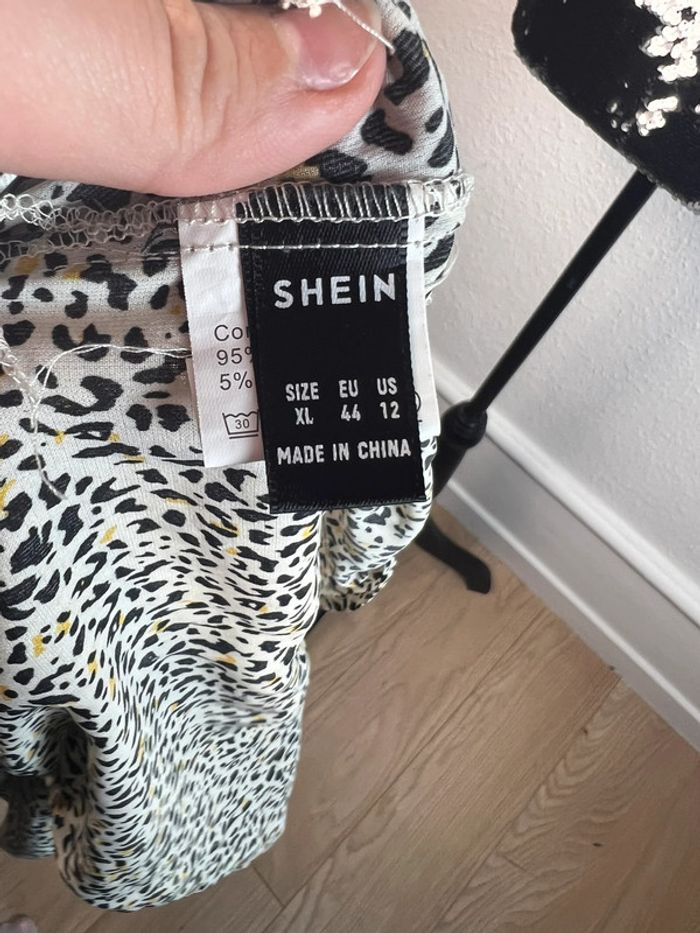 SHEIN
SIZE EU US
XL 44 12
MADE IN CHINA
95%
5%
30